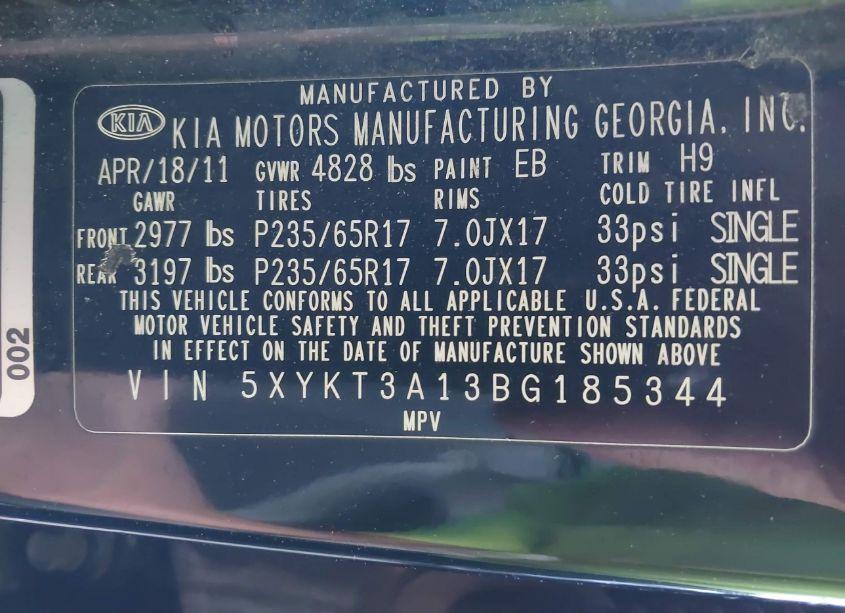 MANUFACTURED BY
KIA KIA MOTORS MANUFACTURING GEORGIA, INC.
APR/18/11 GVWR 4828 lbs PAINT EB TRIM H9
GAWR TIRES RIMS COLD TIRE INFL
FRONT 2977 lbs P235/65R17 7.0JX17 33psi SINGLE
REAR 3197 lbs P235/65R17 7.0JX17 33psi SINGLE
THIS VEHICLE CONFORMS TO ALL APPLICABLE U.S.A. FEDERAL
MOTOR VEHICLE SAFETY AND THEFT PREVENTION STANDARDS
IN EFFECT ON THE DATE OF MANUFACTURE SHOWN ABOVE
VIN 5XYKT3A13BG185344
MPV
002